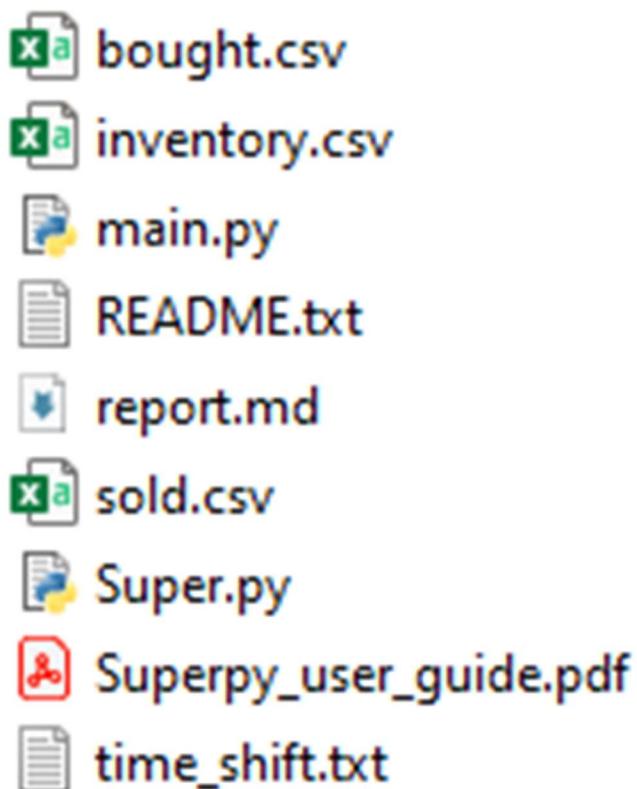 bought.csv
inventory.csv
main.py
README.txt
report.md
sold.csv
Super.py
Superpy_user_guide.pdf
time_shift.txt